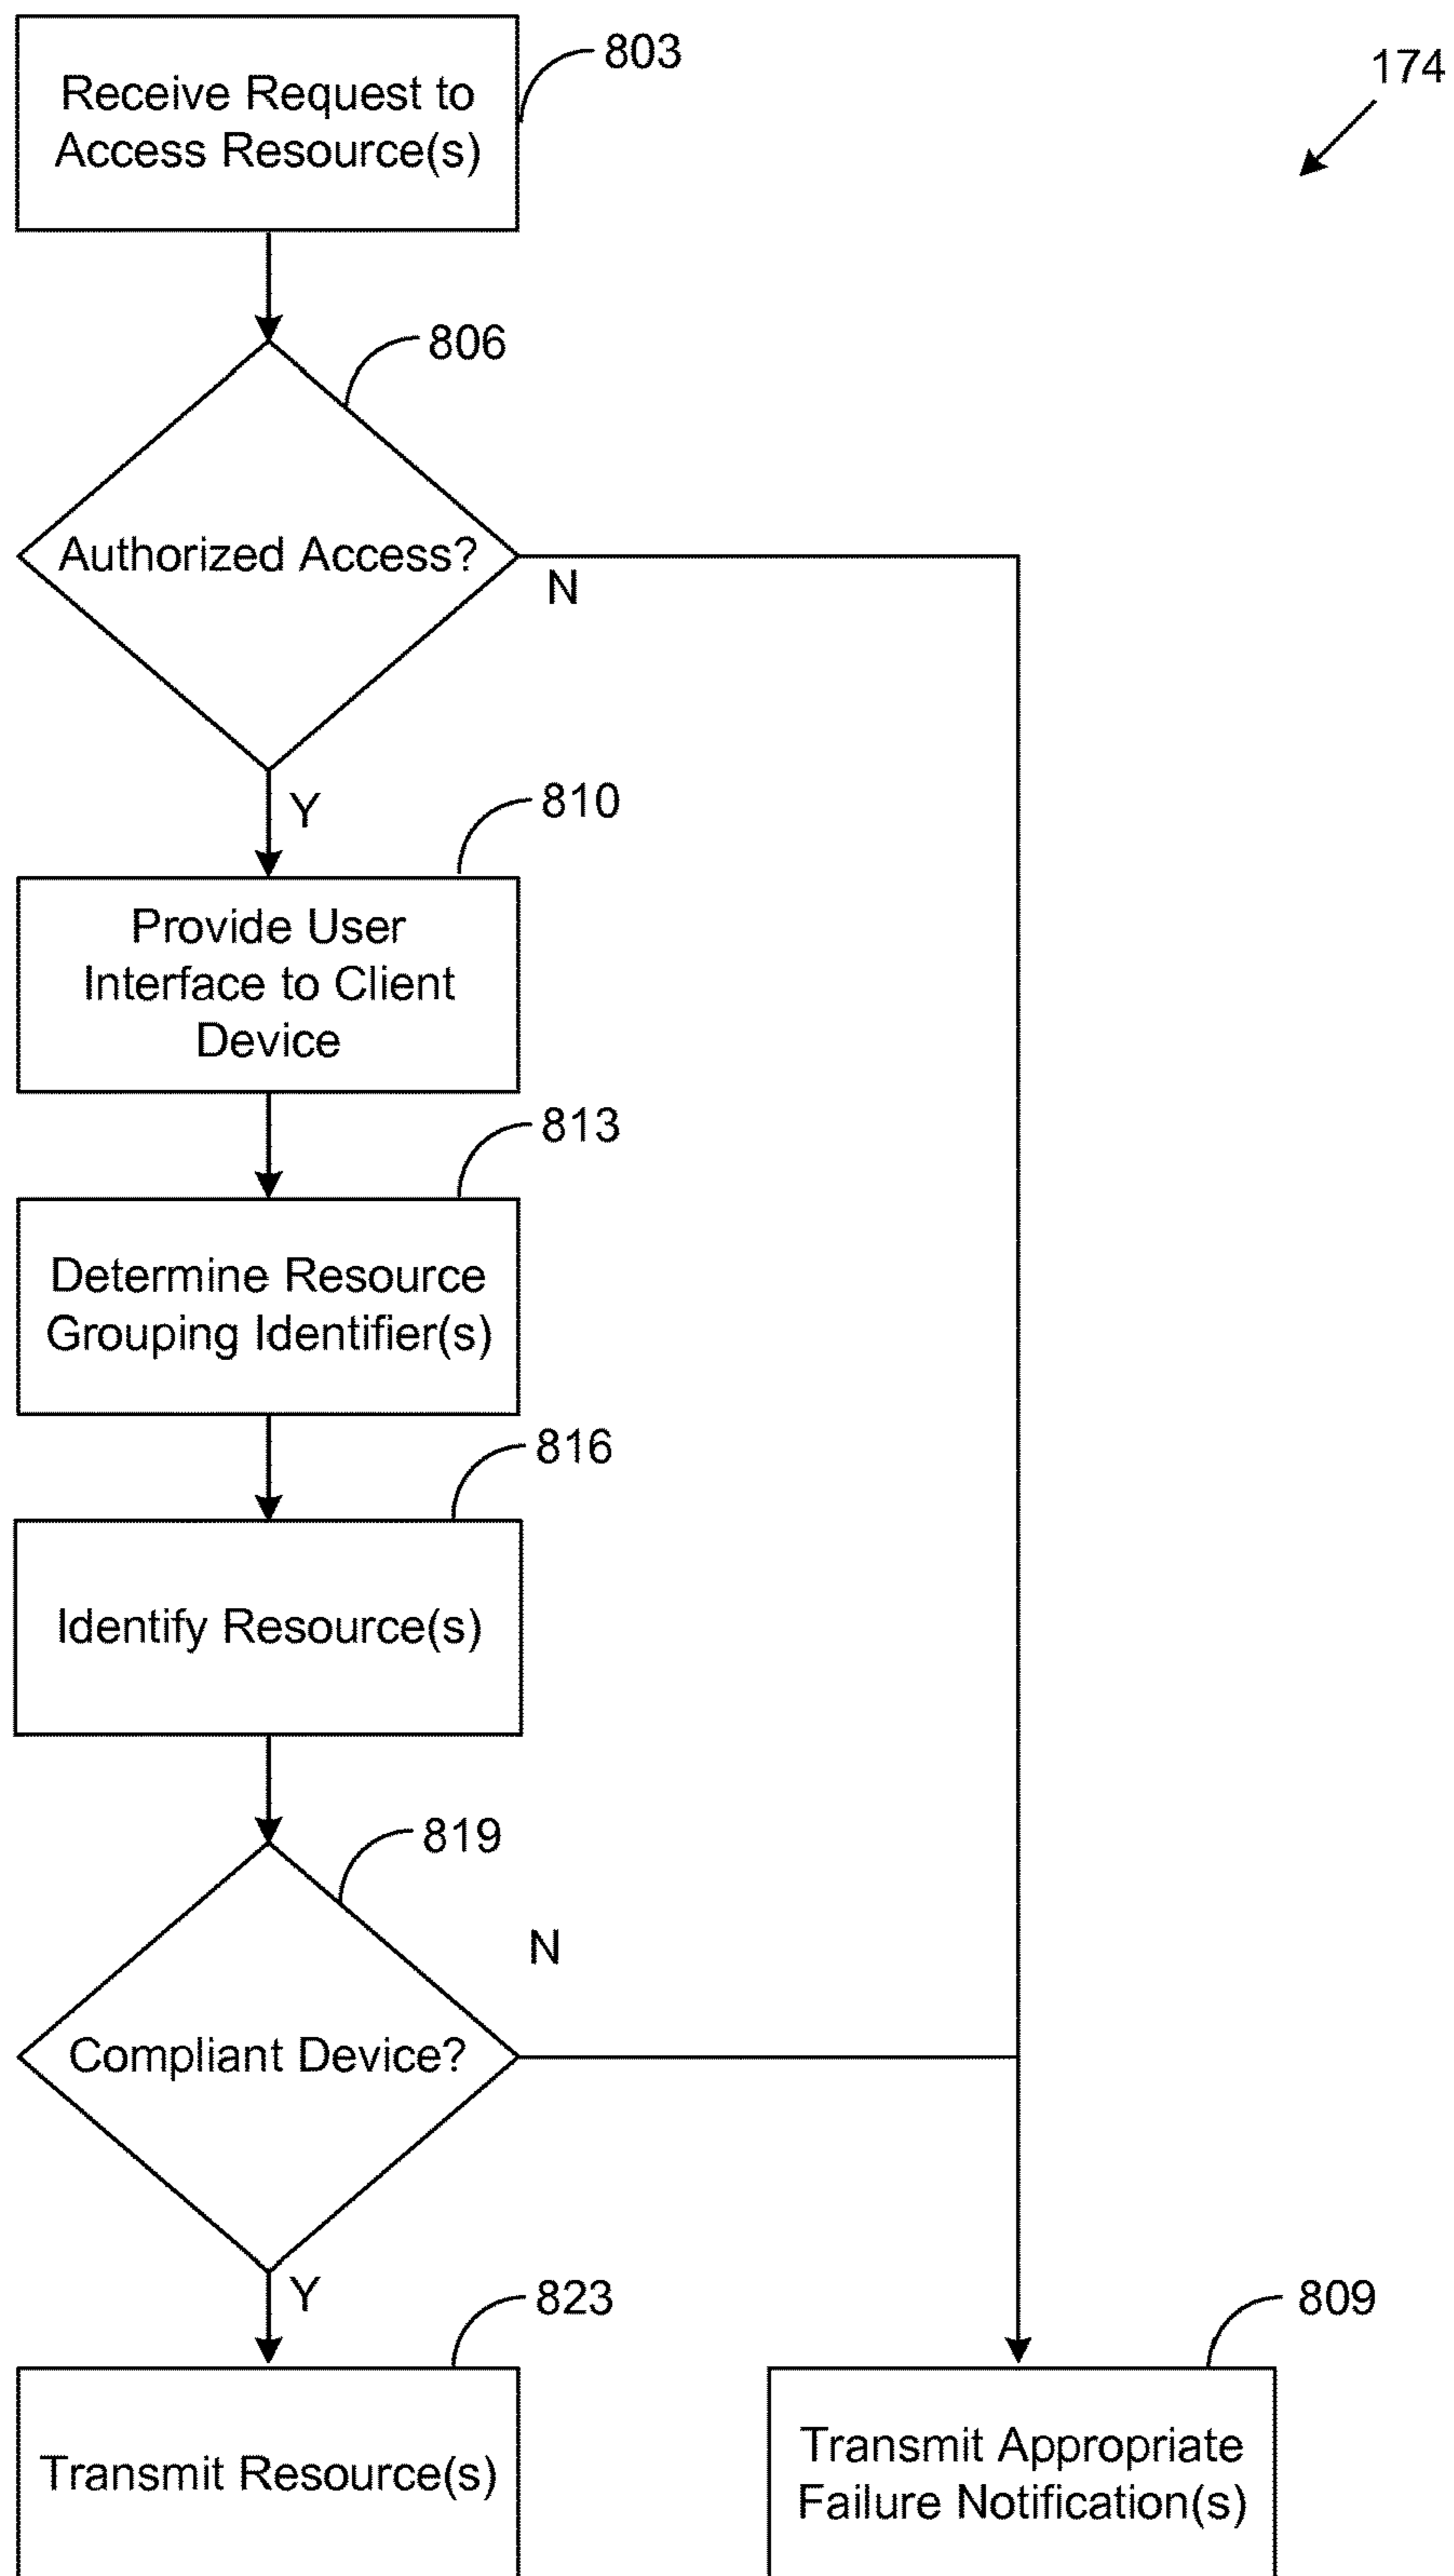 Receive Request to
Access Resource(s)
803
174
806
Authorized Access?
N
Y
810
Provide User
Interface to Client
Device
813
Determine Resource
Grouping Identifier(s)
816
Identify Resource(s)
819
N
Compliant Device?
Y
823
809
Transmit Resource(s)
Transmit Appropriate
Failure Notification(s)